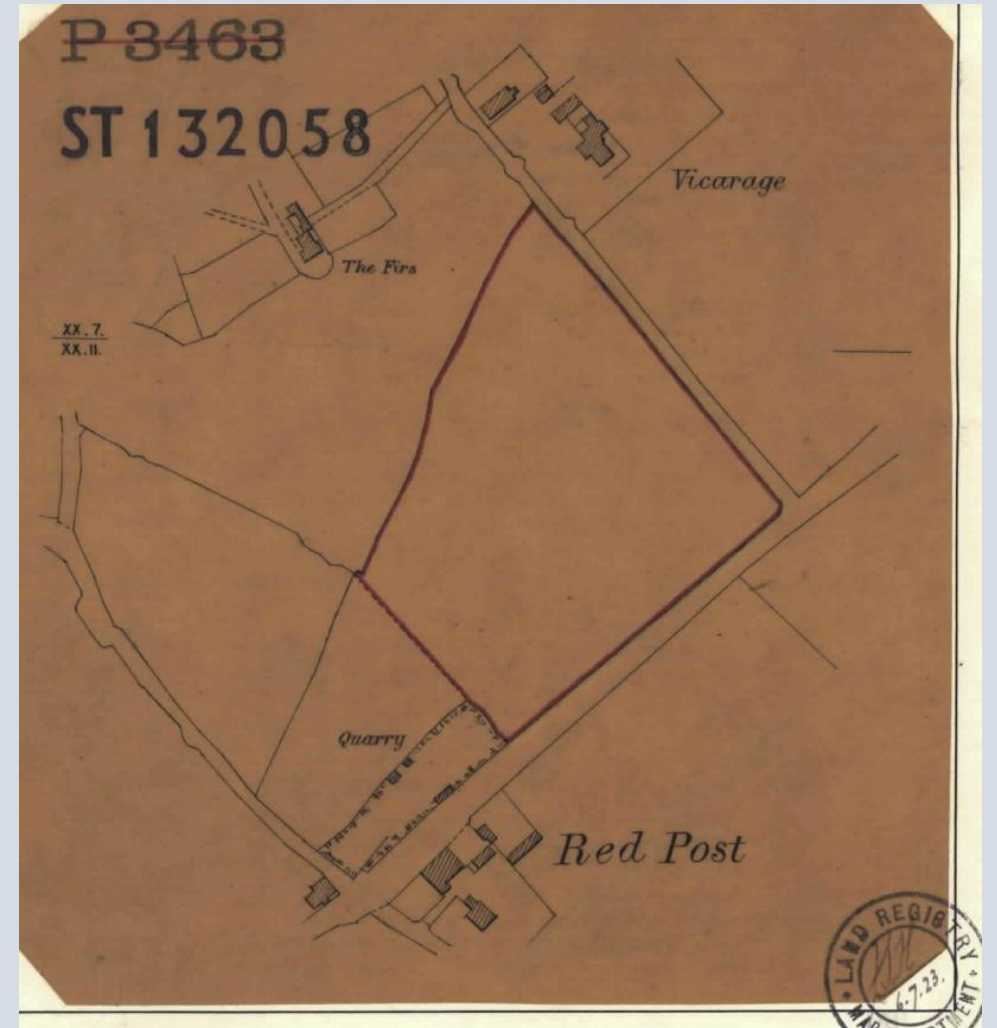 P 3463
ST 132058
Vicarage
The Firs
XX. 7.
XX. 11.
Quarry
Red Post
LAND REGISTRY
6.7.23.